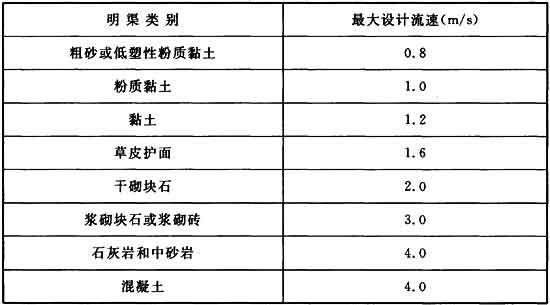 明渠类别 最大设计流速(m/s)
粗砂或低塑性粉质黏土 0.8
粉质黏土 1.0
黏土 1.2
草皮护面 1.6
干砌块石 2.0
浆砌块石或浆砌砖 3.0
石灰岩和中砂岩 4.0
混凝土 4.0